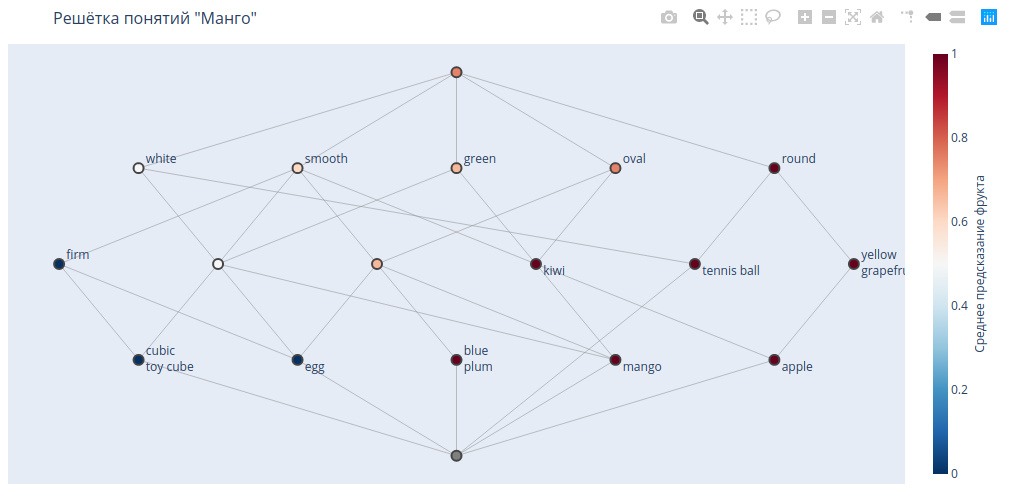 Решётка понятий "Манго"
1
white
smooth
green
oval
round
0.8
0.6
firm
kiwi
tennis ball
yellow
grapefru
0.4
cubic
toy cube
egg
blue
plum
mango
apple
0.2
0
Среднее предсказание фрукта